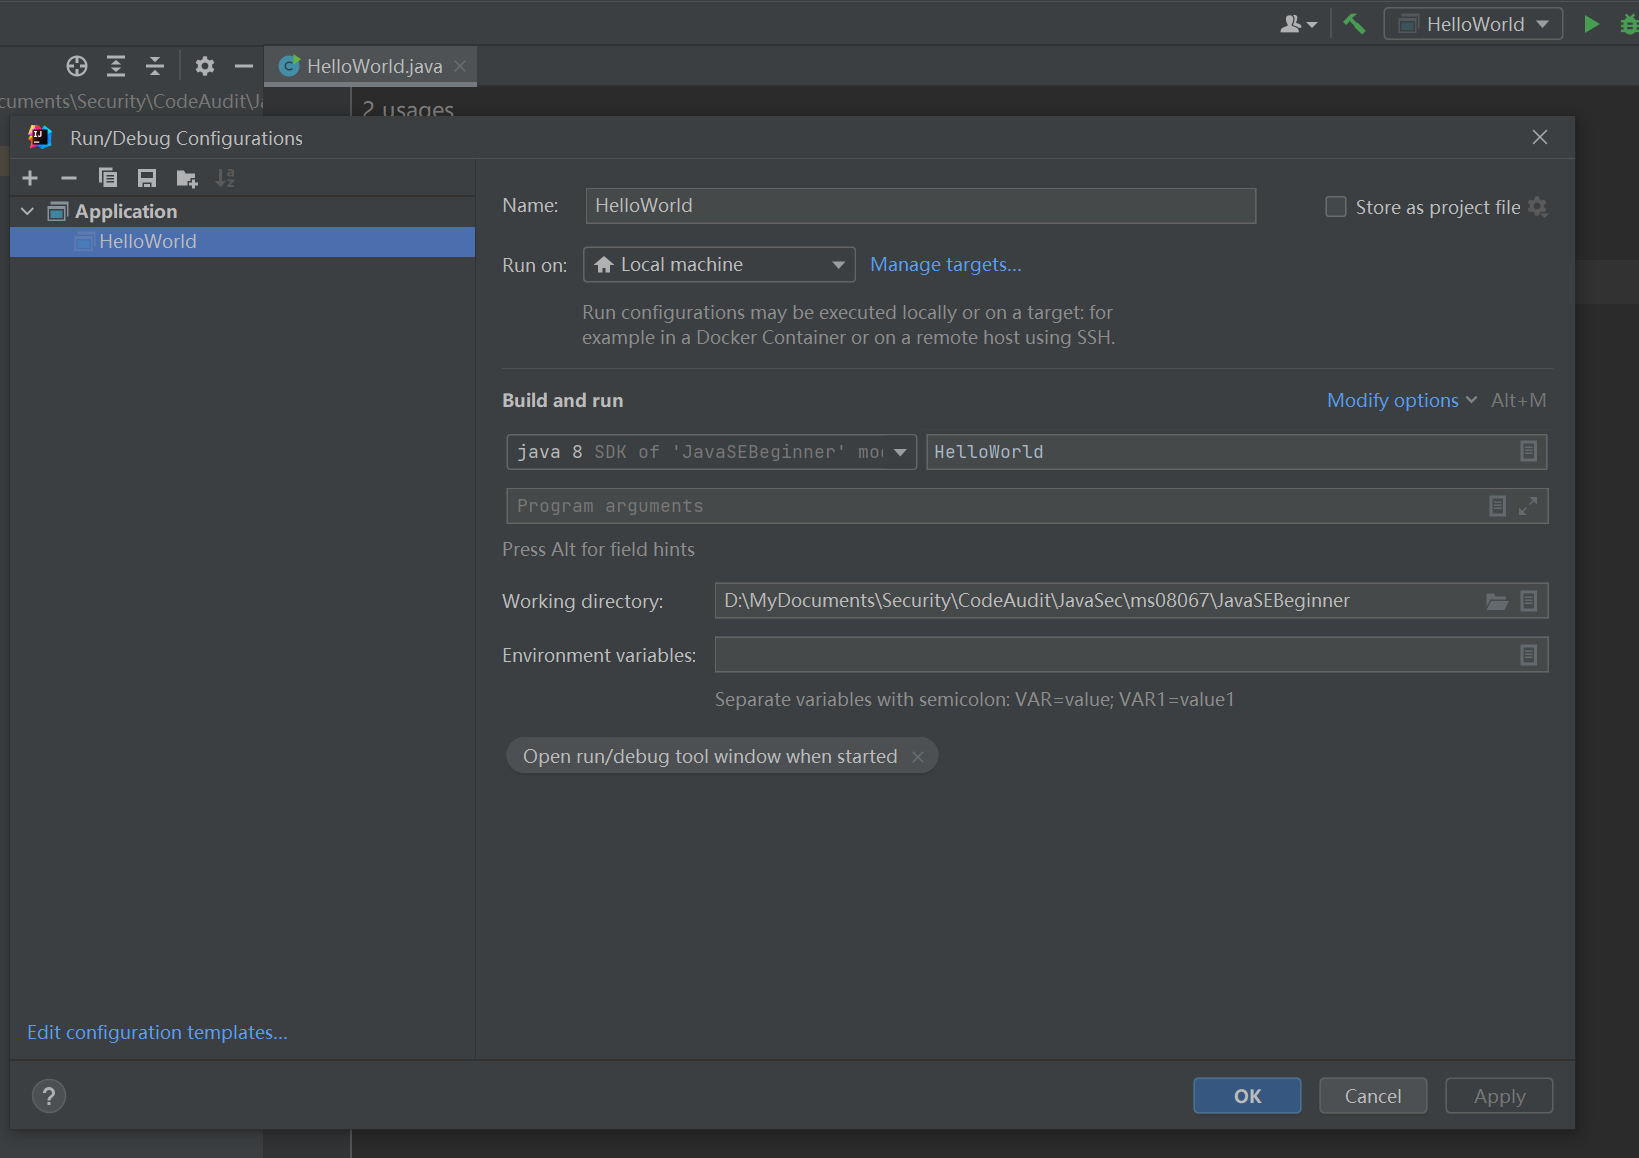 HelloWorld
HelloWorld.java
cuments\Security\CodeAudit\Ja
2 usages
Run/Debug Configurations
Application
HelloWorld
Name: HelloWorld
Store as project file
Run on: Local machine Manage targets...
Run configurations may be executed locally or on a target: for
example in a Docker Container or on a remote host using SSH.
Build and run
Modify options Alt+M
java 8 SDK of 'JavaSEBeginner' mo
HelloWorld
Program arguments
Press Alt for field hints
Working directory: D:\MyDocuments\Security\CodeAudit\JavaSec\ms08067\JavaSEBeginner
Environment variables:
Separate variables with semicolon: VAR=value; VAR1=value1
Open run/debug tool window when started
Edit configuration templates...
?
OK
Cancel
Apply